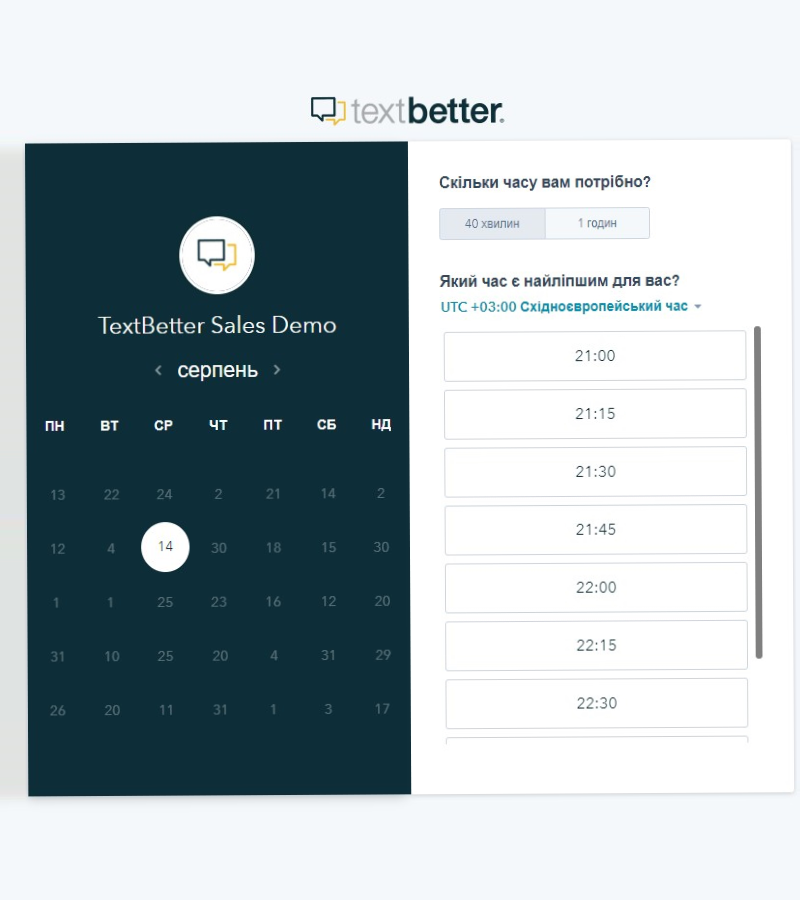 textbetter.
TextBetter Sales Demo
серпень
ПН ВТ СР ЧТ ПТ СБ НД
13 22 24 2 21 14 2
12 4 14 30 18 15 30
1 1 25 23 16 12 20
31 10 25 20 4 31 29
26 20 11 31 1 3 17
Скільки часу вам потрібно?
40 хвилин 1 годин
Який час є найліпшим для вас?
UTC +03:00 Східноєвропейський час
21:00
21:15
21:30
21:45
22:00
22:15
22:30